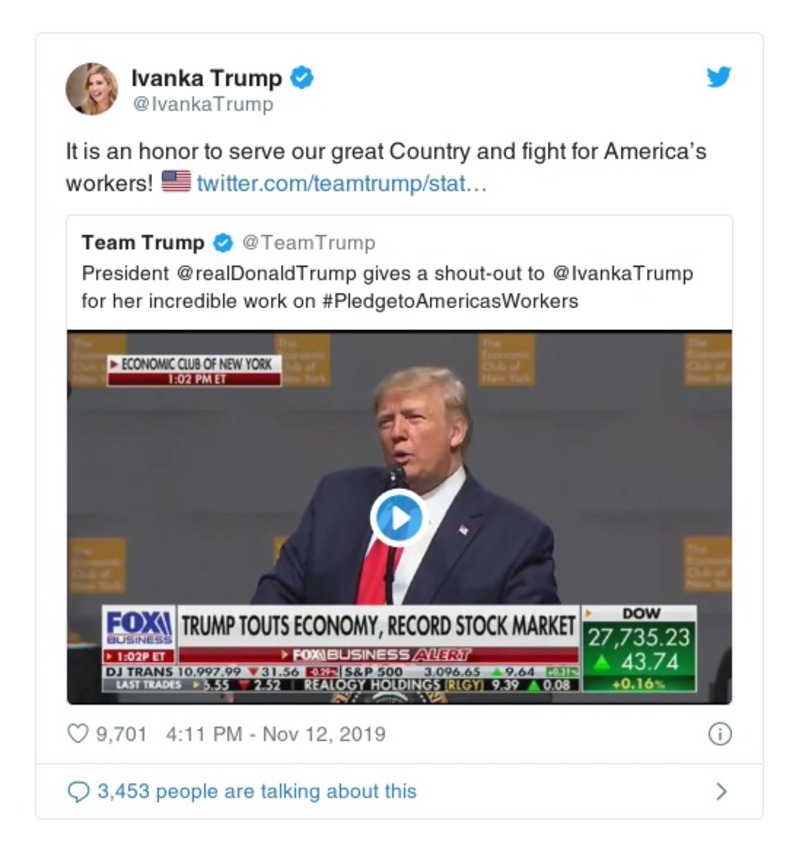 Ivanka Trump
@IvankaTrump
It is an honor to serve our great Country and fight for America's
workers! 🇺🇸 twitter.com/teamtrump/stat…
Team Trump @TeamTrump
President @realDonaldTrump gives a shout-out to @IvankaTrump
for her incredible work on #PledgetoAmericasWorkers
ECONOMIC CLUB OF NEW YORK
1:02 PM ET
The
Economic
Club of
New York
FOX
BUSINESS
1:02P ET
TRUMP TOUTS ECONOMY, RECORD STOCK MARKET
FOX BUSINESS ALERT
DOW
27,735.23
▲ 43.74
+0.16%
DJ TRANS 10,997.99 ▼ 31.56 -0.29% S&P 500 3,096.65 ▲ 9.64 +0.31%
LAST TRADES 5.55 ▼ 2.52 REALOGY HOLDINGS (RLGY) 9.39 ▲ 0.08
9,701 4:11 PM - Nov 12, 2019
3,453 people are talking about this